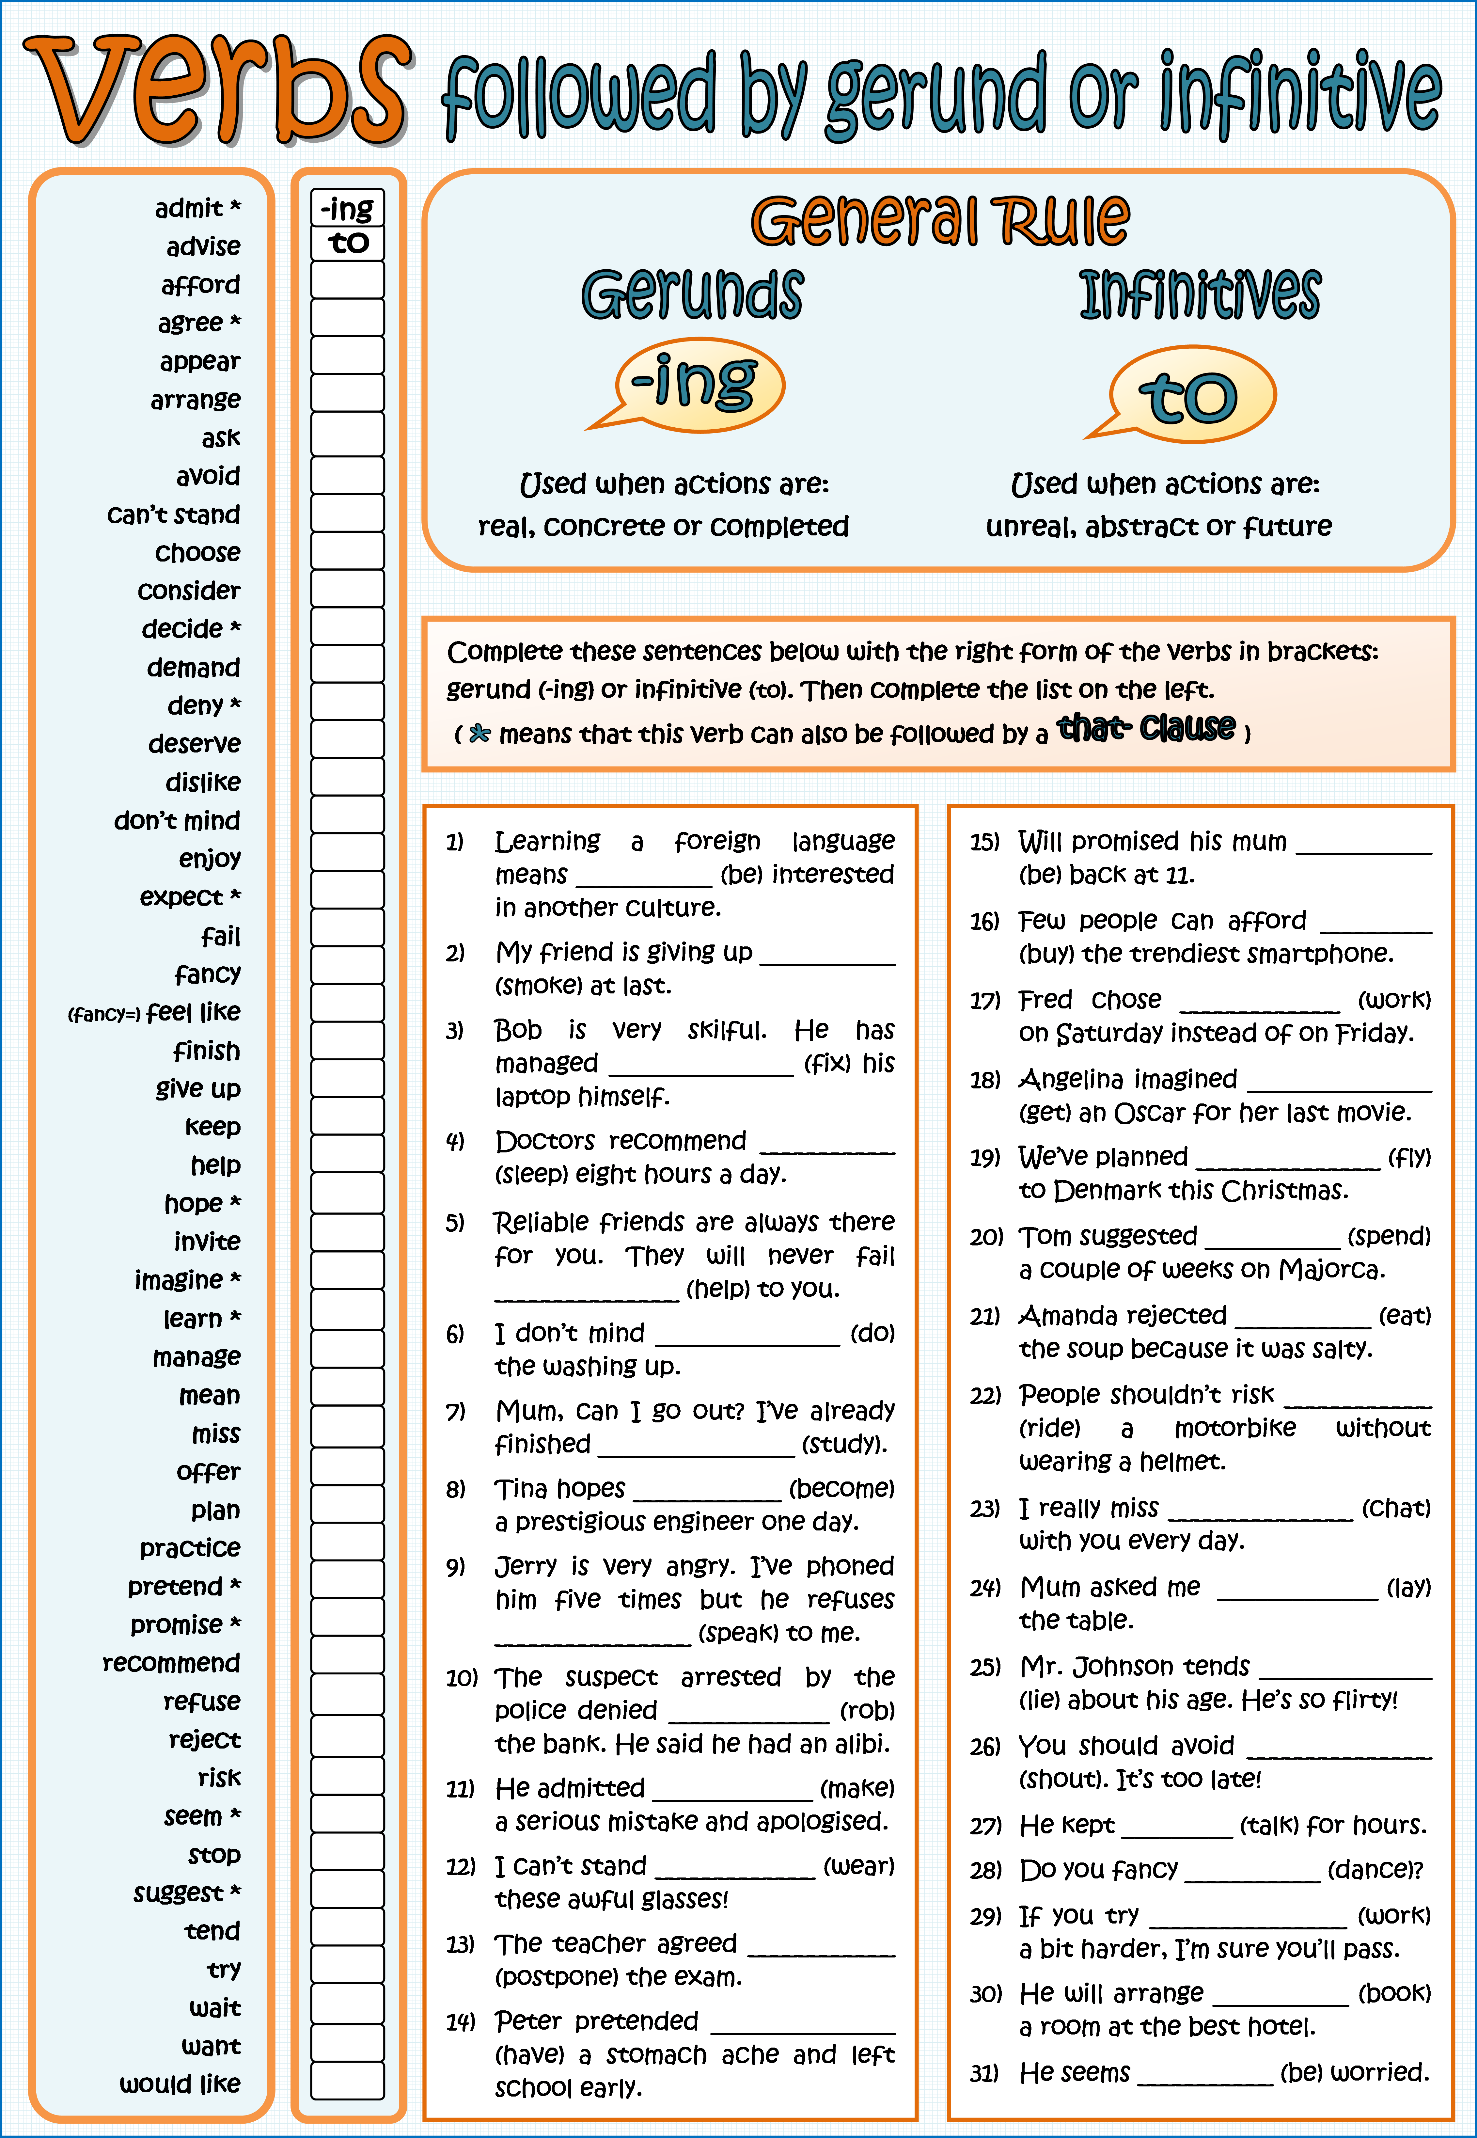 Verbs followed by gerund or infinitive
admit *
advise
afford
agree *
appear
arrange
ask
avoid
can't stand
choose
consider
decide *
demand
deny *
deserve
dislike
don't mind
enjoy
expect *
fail
fancy
(fancy=) feel like
finish
give up
keep
help
hope *
invite
imagine *
learn *
manage
mean
miss
offer
plan
practice
pretend *
promise *
recommend
refuse
reject
risk
seem *
stop
suggest *
tend
try
wait
want
would like
-ing
to
General Rule
Gerunds
-ing
Used when actions are:
real, concrete or completed
Infinitives
to
Used when actions are:
unreal, abstract or future
Complete these sentences below with the right form of the verbs in brackets:
gerund (-ing) or infinitive (to). Then complete the list on the left.
( * means that this verb can also be followed by a that- clause )
1) Learning a foreign language
means __________ (be) interested
in another culture.
2) My friend is giving up __________
(smoke) at last.
3) Bob is very skilful. He has
managed __________ (fix) his
laptop himself.
4) Doctors recommend __________
(sleep) eight hours a day.
5) Reliable friends are always there
for you. They will never fail
__________ (help) to you.
6) I don't mind __________ (do)
the washing up.
7) Mum, can I go out? I've already
finished __________ (study).
8) Tina hopes __________ (become)
a prestigious engineer one day.
9) Jerry is very angry. I've phoned
him five times but he refuses
__________ (speak) to me.
10) The suspect arrested by the
police denied __________ (rob)
the bank. He said he had an alibi.
11) He admitted __________ (make)
a serious mistake and apologised.
12) I can't stand __________ (wear)
these awful glasses!
13) The teacher agreed __________
(postpone) the exam.
14) Peter pretended __________
(have) a stomach ache and left
school early.
15) Will promised his mum __________
(be) back at 11.
16) Few people can afford __________
(buy) the trendiest smartphone.
17) Fred chose __________ (work)
on Saturday instead of on Friday.
18) Angelina imagined __________
(get) an Oscar for her last movie.
19) We've planned __________ (fly)
to Denmark this Christmas.
20) Tom suggested __________ (spend)
a couple of weeks on Majorca.
21) Amanda rejected __________ (eat)
the soup because it was salty.
22) People shouldn't risk __________
(ride) a motorbike without
wearing a helmet.
23) I really miss __________ (chat)
with you every day.
24) Mum asked me __________ (lay)
the table.
25) Mr. Johnson tends __________
(lie) about his age. He's so flirty!
26) You should avoid __________
(shout). It's too late!
27) He kept __________ (talk) for hours.
28) Do you fancy __________ (dance)?
29) If you try __________ (work)
a bit harder, I'm sure you'll pass.
30) He will arrange __________ (book)
a room at the best hotel.
31) He seems __________ (be) worried.